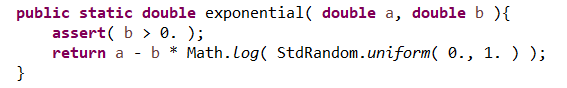 public static double exponential( double a, double b ){
assert( b > 0. );
return a - b * Math.log( StdRandom.uniform( 0., 1. ) );
}